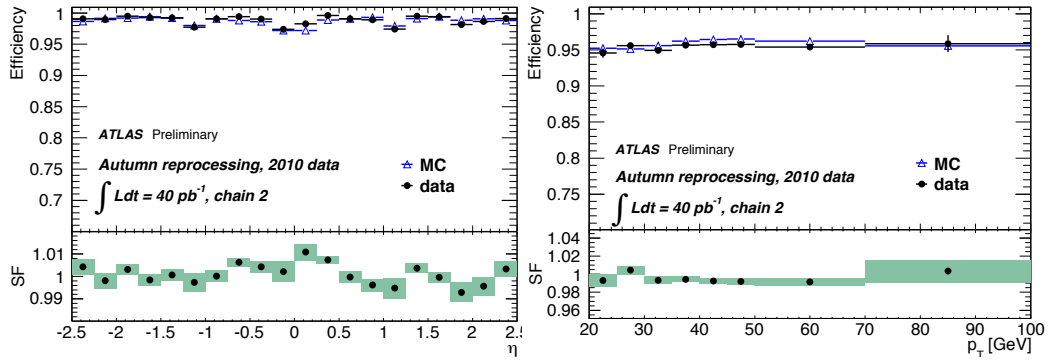 Efficiency
1
0.95
0.9
0.85
0.8
0.75
0.7
ATLAS Preliminary
Autumn reprocessing, 2010 data
∫ Ldt = 40 pb⁻¹, chain 2
MC
data
SF
1.01
1
0.99
-2.5 -2 -1.5 -1 -0.5 0 0.5 1 1.5 2 2.5
η
Efficiency
1
0.95
0.9
0.85
0.8
0.75
ATLAS Preliminary
Autumn reprocessing, 2010 data
∫ Ldt = 40 pb⁻¹, chain 2
MC
data
SF
1.04
1.02
1
0.98
0.96
20 30 40 50 60 70 80 90 100
p_T [GeV]